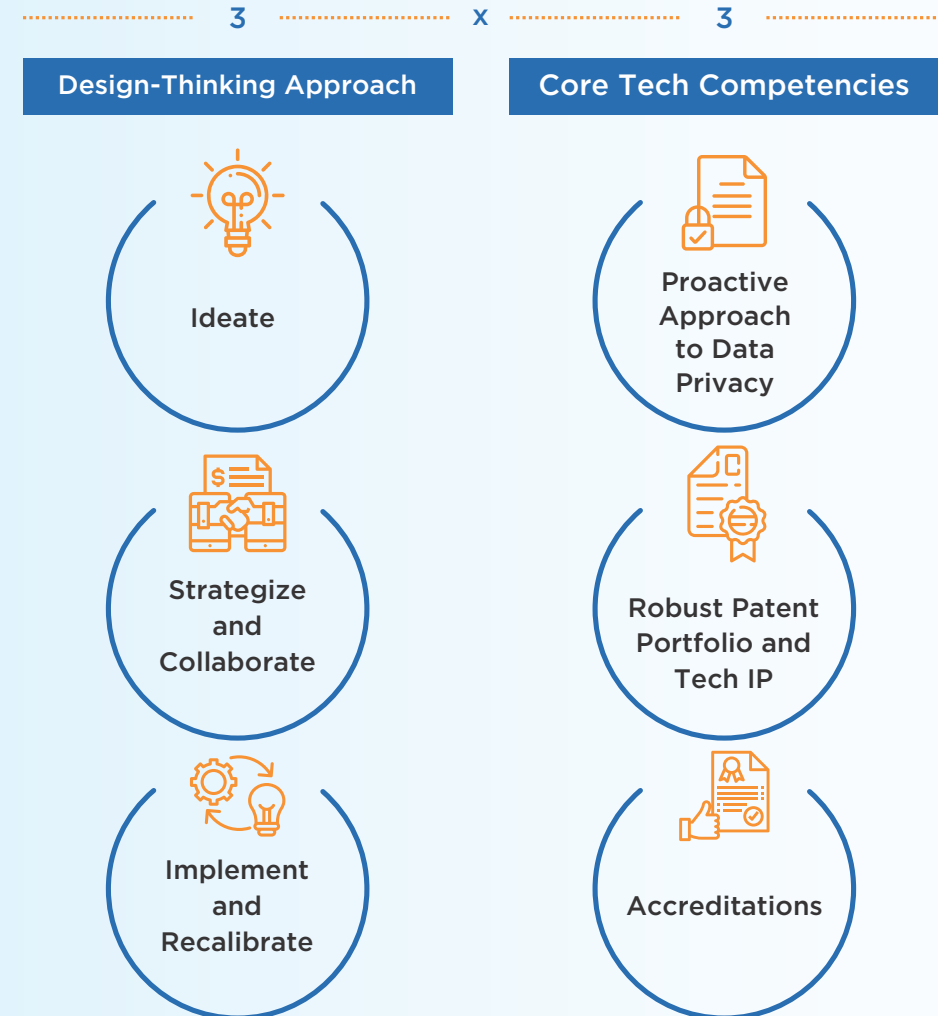 3 x 3
Design-Thinking Approach
Ideate
Strategize
and
Collaborate
Implement
and
Recalibrate
Core Tech Competencies
Proactive
Approach
to Data
Privacy
Robust Patent
Portfolio and
Tech IP
Accreditations